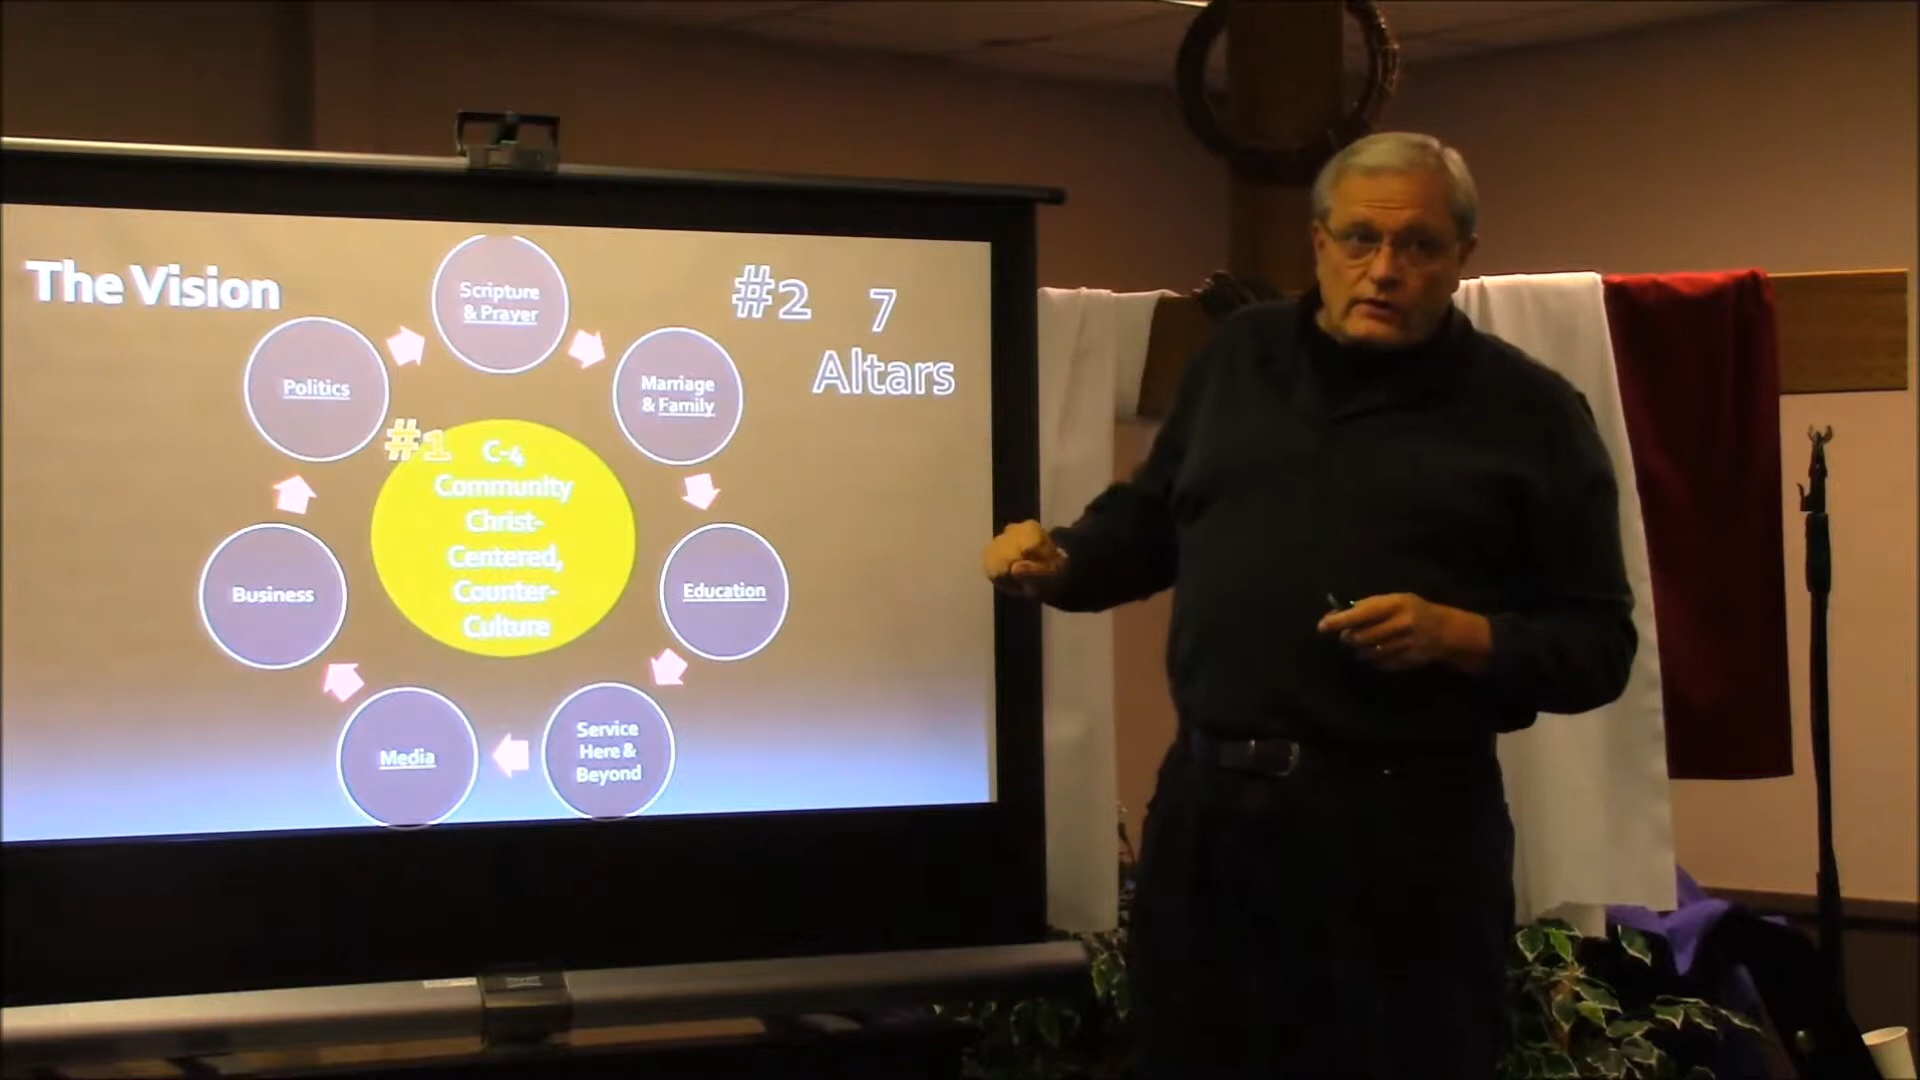 The Vision
#2
7
Altars
Scripture
& Prayer
Marriage
& Family
Education
Service
Here &
Beyond
Media
Business
Politics
#1
C-4
Community
Christ-
Centered,
Counter-
Culture